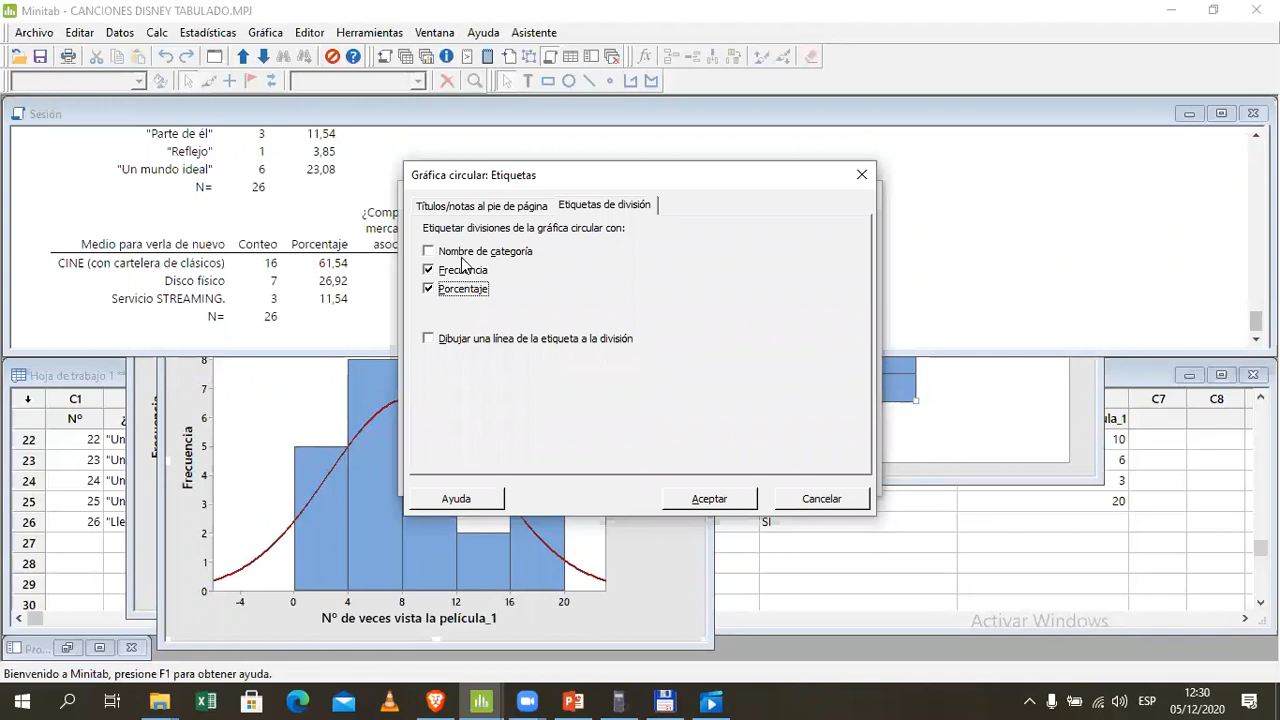 Minitab - CANCIONES DISNEY TABULADO.MPJ
Archivo Editar Datos Calc Estadísticas Gráfica Editor Herramientas Ventana Ayuda Asistente
Sesión
"Parte de él" 3 11,54
"Reflejo" 1 3,85
"Un mundo ideal" 6 23,08
N= 26
¿Comp
merca
Medio para verla de nuevo Conteo Porcentaje aso
CINE (con cartelera de clásicos) 16 61,54
Disco físico 7 26,92
Servicio STREAMING. 3 11,54
N= 26
Gráfica circular: Etiquetas
Títulos/notas al pie de página Etiquetas de división
Etiquetar divisiones de la gráfica circular con:
Nombre de categoría
Frecuencia
Porcentaje
Dibujar una línea de la etiqueta a la división
Ayuda Aceptar Cancelar
Hoja de trabajo 1
C1 C7 C8
Nº ¿ ícula_1
22 22 "Un 10
23 23 "Un 6
24 24 "Un 3
25 25 "Un 20
26 26 "Lle SI
27
28
29
30
Frecuencia
Frecuencia
8
7
6
5
4
3
2
1
0
-4 0 4 8 12 16 20
Nº de veces vista la película_1
Activar Windows
Pro...
Bienvenido a Minitab, presione F1 para obtener ayuda.
ESP
12:30
05/12/2020